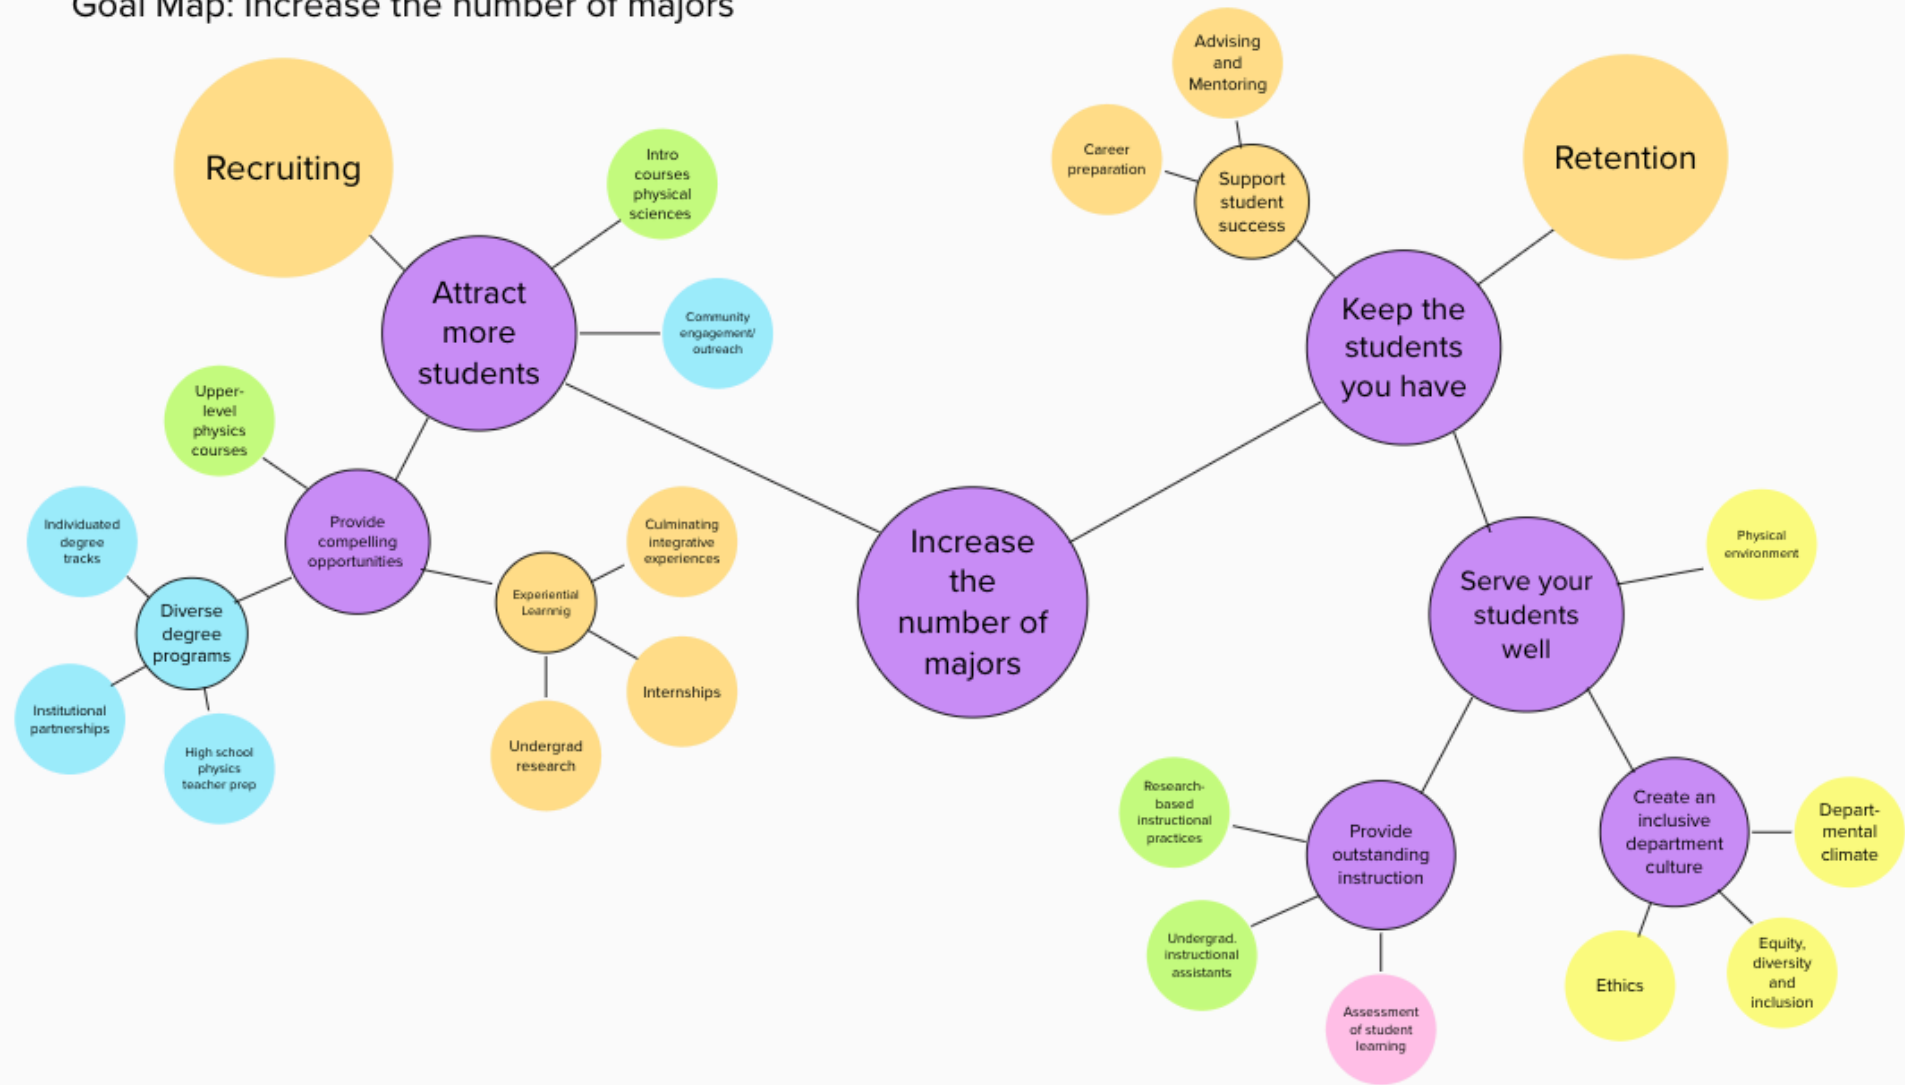 Goal Map: Increase the number of majors
Recruiting
Intro
courses
physical
sciences
Attract
more
students
Community
engagement/
outreach
Upper-
level
physics
courses
Provide
compelling
opportunities
Individuated
degree
tracks
Diverse
degree
programs
Institutional
partnerships
High school
physics
teacher prep
Experiential
Learnnig
Culminating
integrative
experiences
Internships
Undergrad
research
Increase
the
number of
majors
Advising
and
Mentoring
Career
preparation
Support
student
success
Retention
Keep the
students
you have
Physical
environment
Serve your
students
well
Research-
based
instructional
practices
Provide
outstanding
instruction
Undergrad.
instructional
assistants
Assessment
of student
learning
Create an
inclusive
department
culture
Depart-
mental
climate
Ethics
Equity,
diversity
and
inclusion